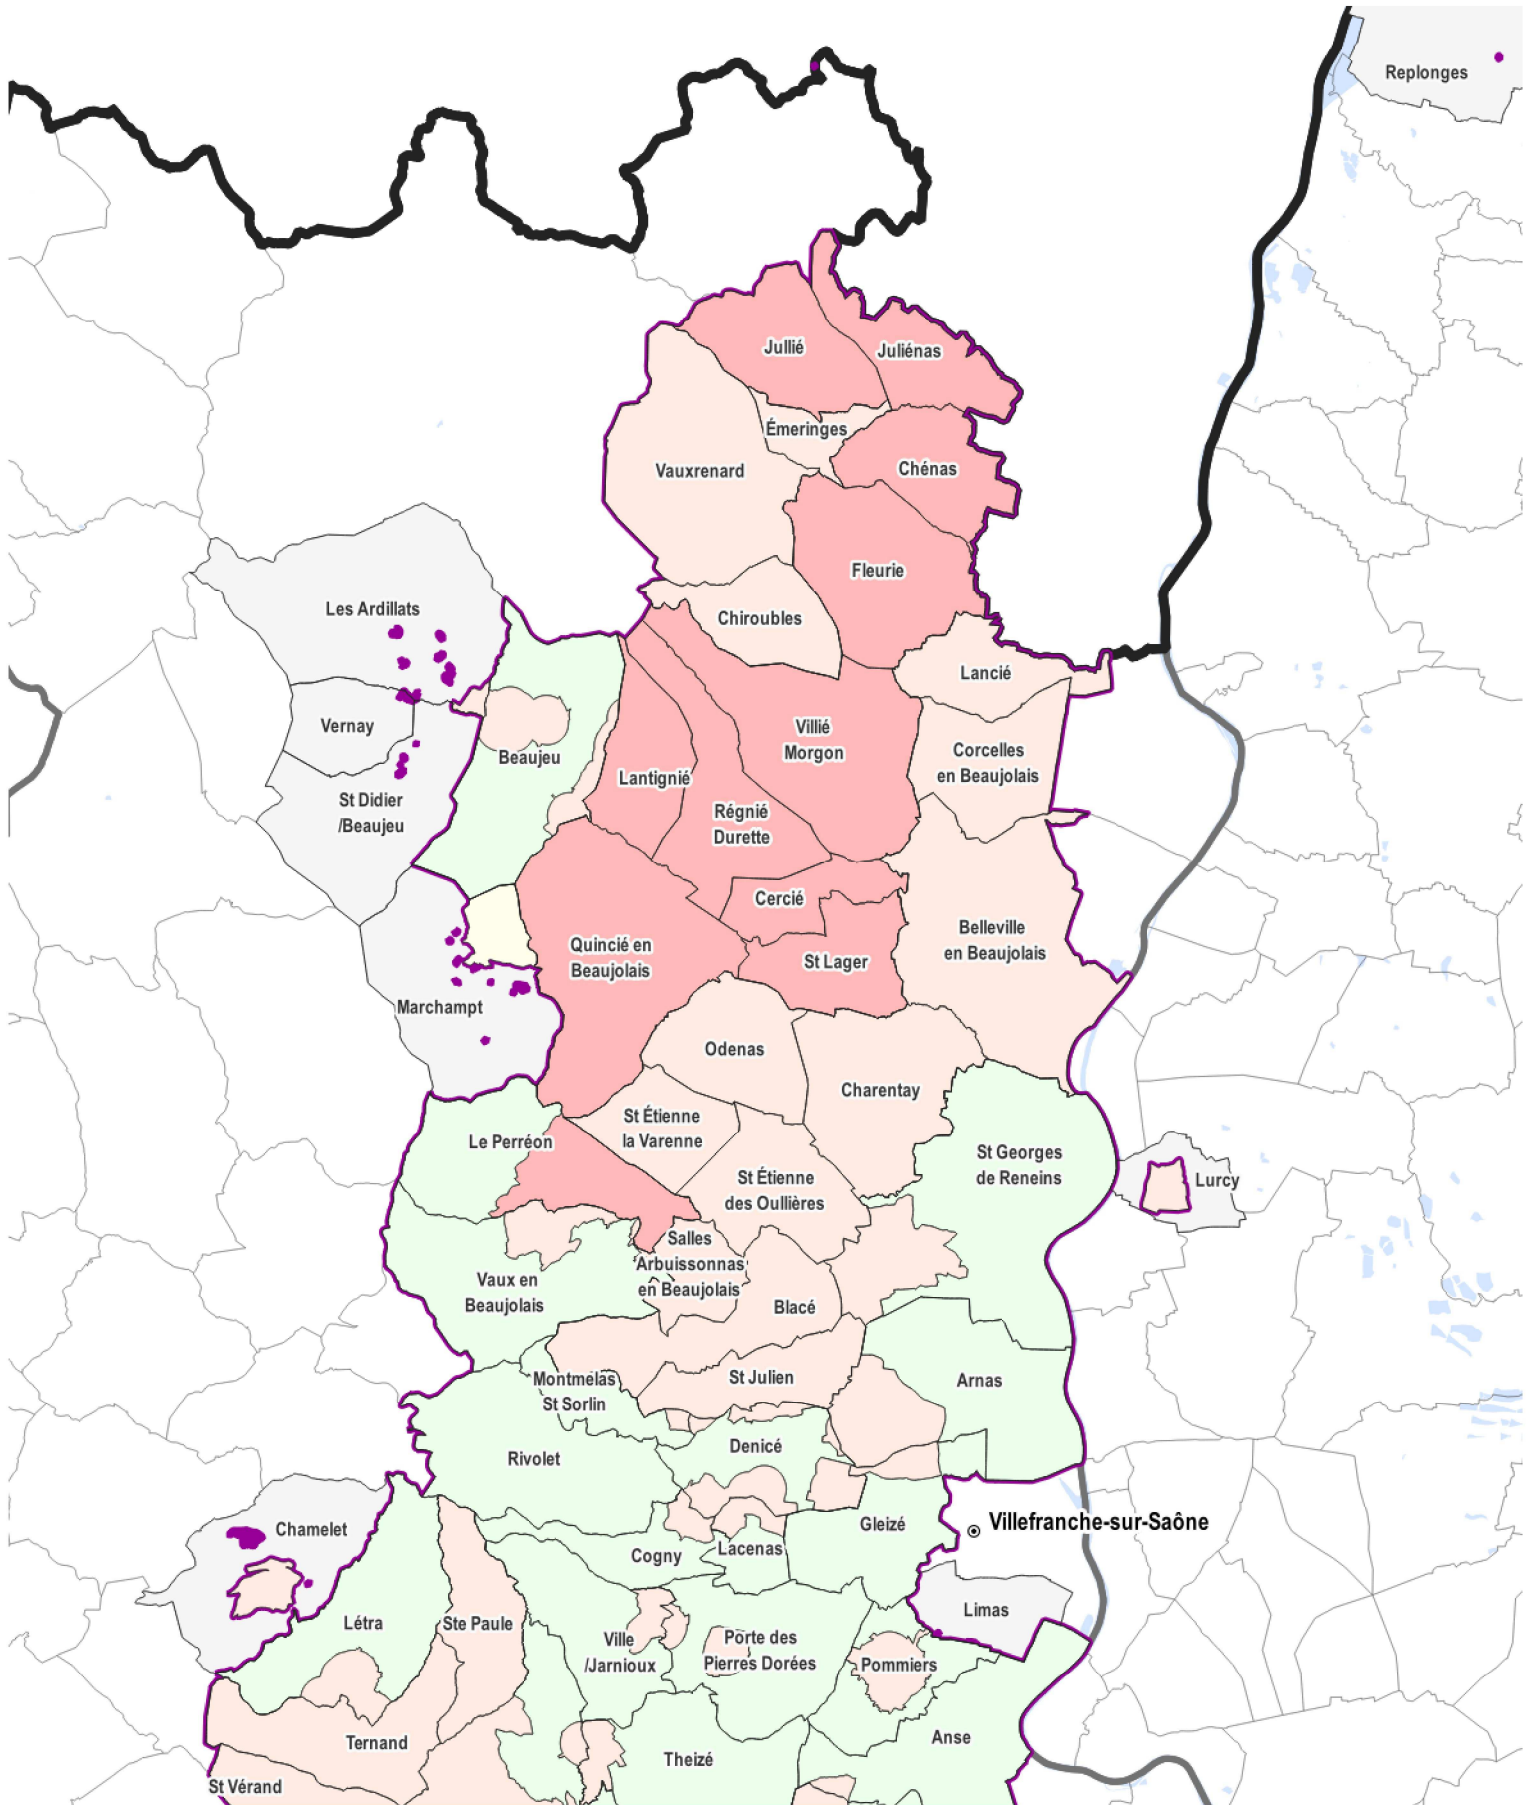 Replonges
Jullié
Juliénas
Émeringes
Vauxrenard
Chénas
Fleurie
Les Ardillats
Chiroubles
Lancié
Vernay
Villié
Morgon
Beaujeu
Corcelles
en Beaujolais
Lantignié
St Didier
/Beaujeu
Régnié
Durette
Cercié
Quincié en
Beaujolais
Belleville
en Beaujolais
St Lager
Marchampt
Odenas
Charentay
St Étienne
la Varenne
Le Perréon
St Georges
de Reneins
St Étienne
des Oullières
Lurcy
Salles
Arbuissonnas
en Beaujolais
Vaux en
Beaujolais
Blacé
Montmelas
St Sorlin
St Julien
Arnas
Denicé
Rivolet
Chamelet
Gleizé
Villefranche-sur-Saône
Cogny
Lacenas
Limas
Létra
Ste Paule
Ville
/Jarnioux
Porte des
Pierres Dorées
Pommiers
Ternand
Anse
Theizé
St Vérand